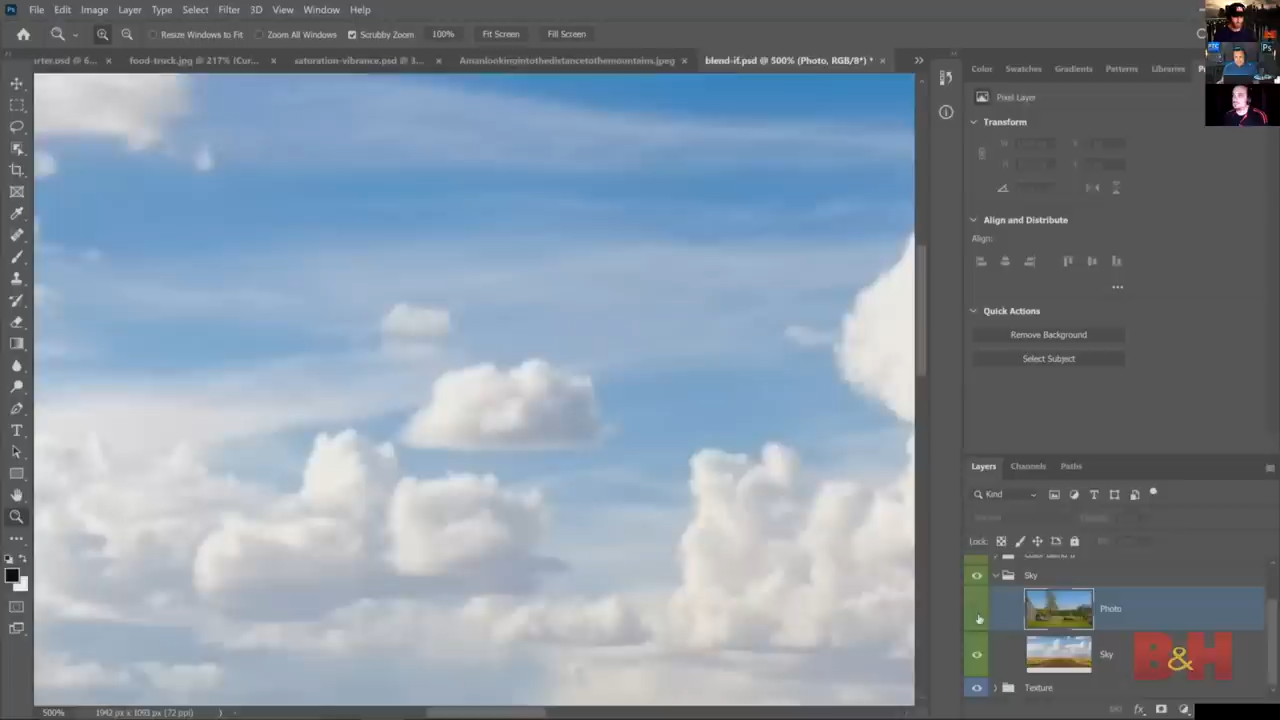 Ps File Edit Image Layer Type Select Filter 3D View Window Help
Resize Windows to Fit Zoom All Windows Scrubby Zoom 100% Fit Screen Fill Screen
rter.psd @ 6... × food-truck.jpg @ 217% (Cur... × saturation-vibrance.psd @ 3... × Amanlookingintothedistancetothemountains.jpeg × blend-if.psd @ 500% (Photo, RGB/8*) * ×
Color Swatches Gradients Patterns Libraries
Pixel Layer
Transform
Align and Distribute
Align:
Quick Actions
Remove Background
Select Subject
Layers Channels Paths
Kind
Lock:
Sky
Photo
Sky
B&H
Texture
500% 1942 px x 1093 px (72 ppi)